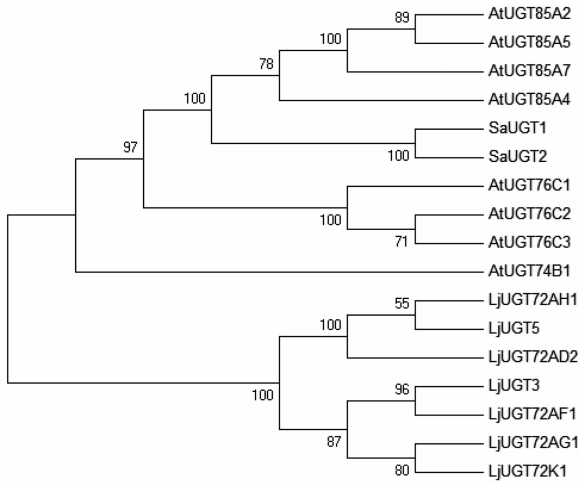 89
AtUGT85A2
100
AtUGT85A5
78
AtUGT85A7
100
AtUGT85A4
97
SaUGT1
100
SaUGT2
AtUGT76C1
100
AtUGT76C2
71
AtUGT76C3
AtUGT74B1
55
LjUGT72AH1
100
LjUGT5
LjUGT72AD2
100
96
LjUGT3
87
LjUGT72AF1
LjUGT72AG1
80
LjUGT72K1